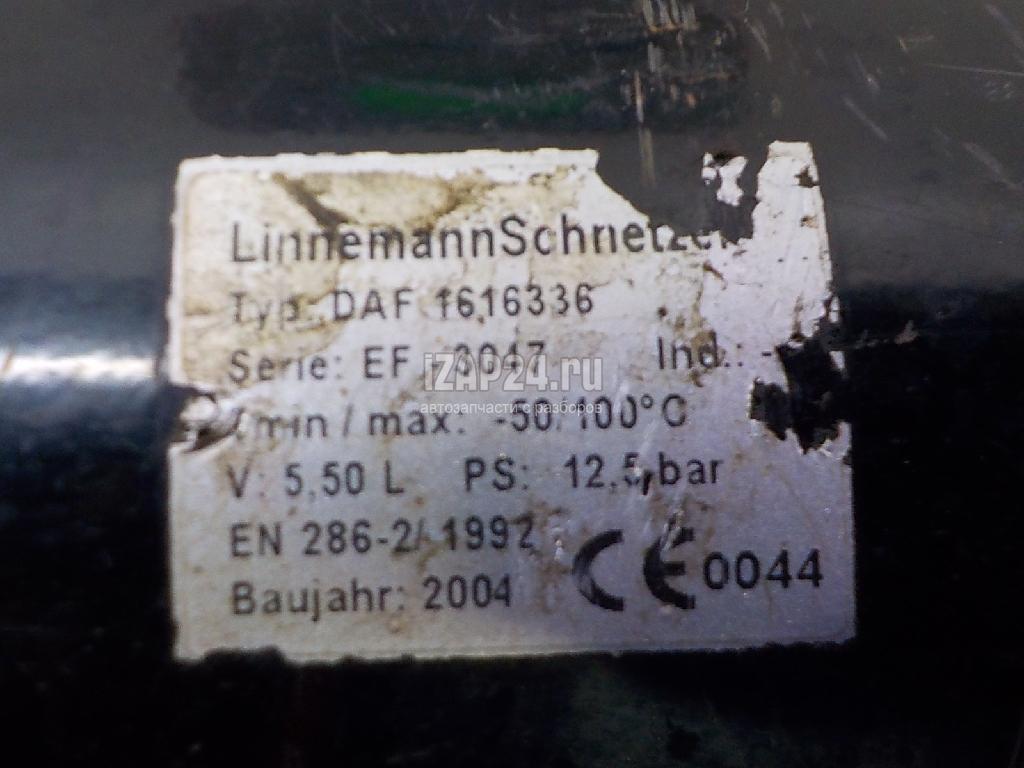 LinnemannSchnetzer
Typ: DAF 1616336
Serie: EF 3047 Ind.: -
iZAP24.ru
автозапчасти с разборов
min / max: -50/100°C
V: 5,50 L PS: 12,5 bar
EN 286-2/ 1992
CE 0044
Baujahr: 2004